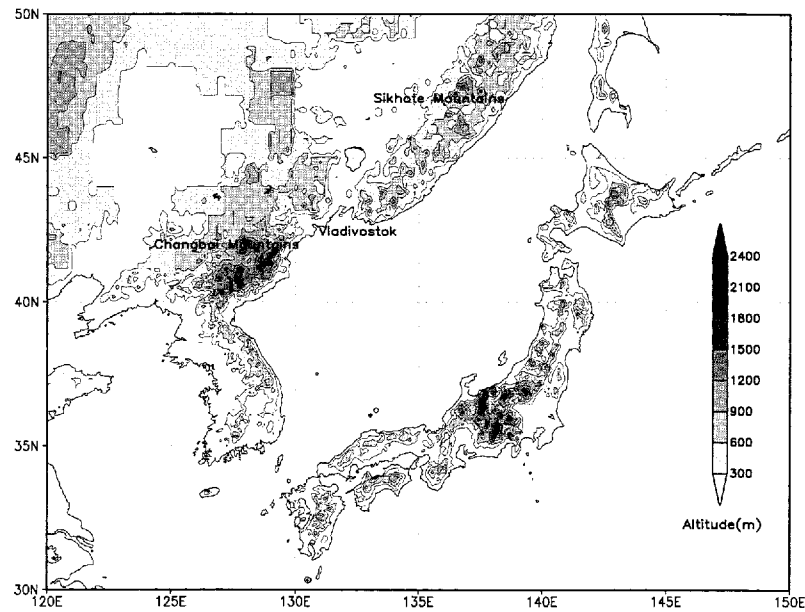 50N
Sikhote Mountains
45N
Vladivostok
Changbai Mountains
2400
40N
2100
1800
1500
1200
900
35N
600
300
Altitude(m)
30N
120E 125E 130E 135E 140E 145E 150E